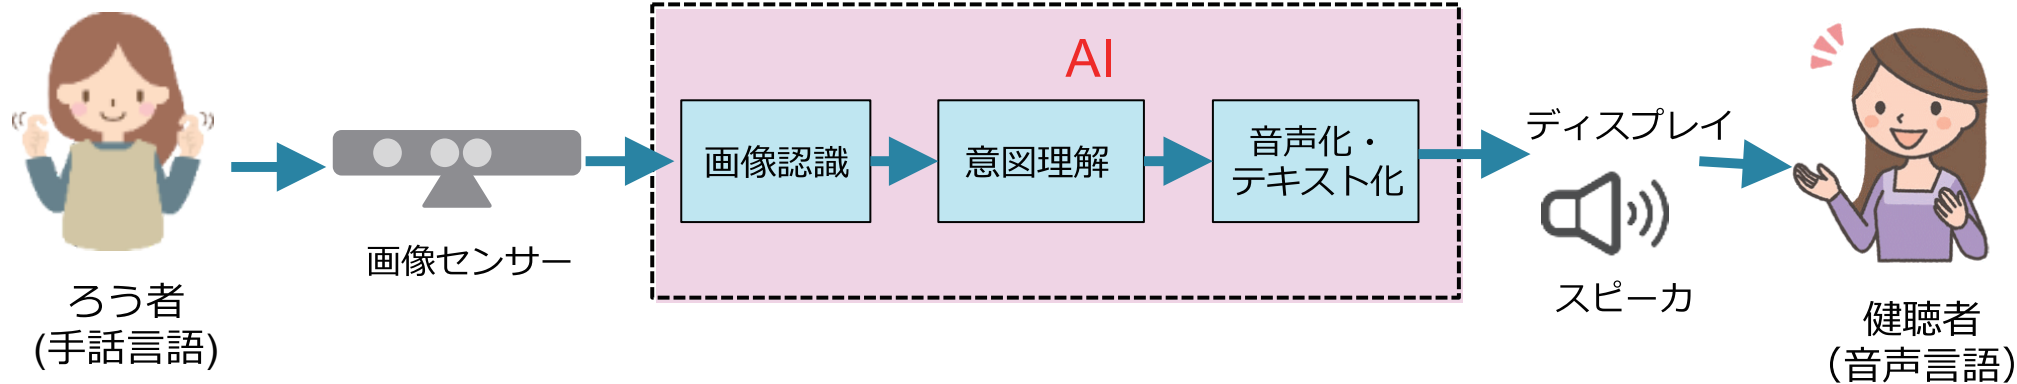 ろう者
(手話言語)
画像センサー
AI
画像認識
意図理解
音声化・
テキスト化
ディスプレイ
スピーカ
健聴者
（音声言語）